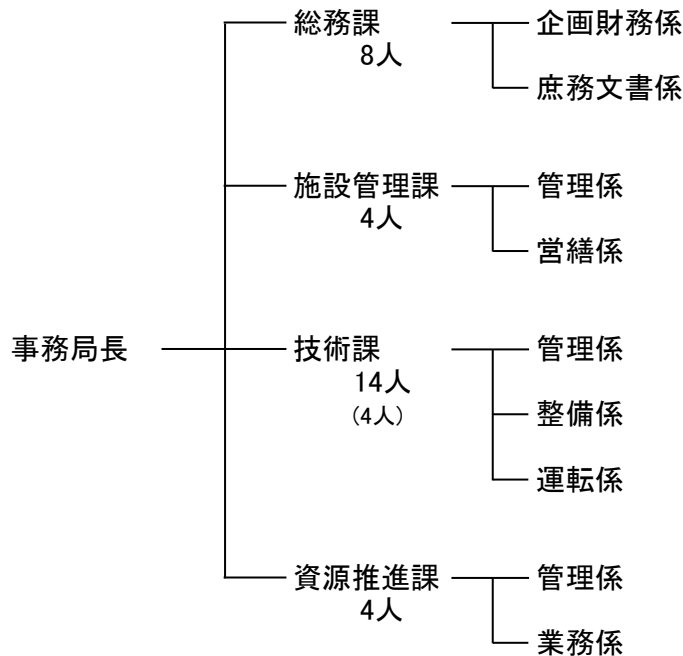 総務課
8人
企画財務係
庶務文書係
施設管理課
4人
管理係
営繕係
事務局長
技術課
14人
(4人)
管理係
整備係
運転係
資源推進課
4人
管理係
業務係